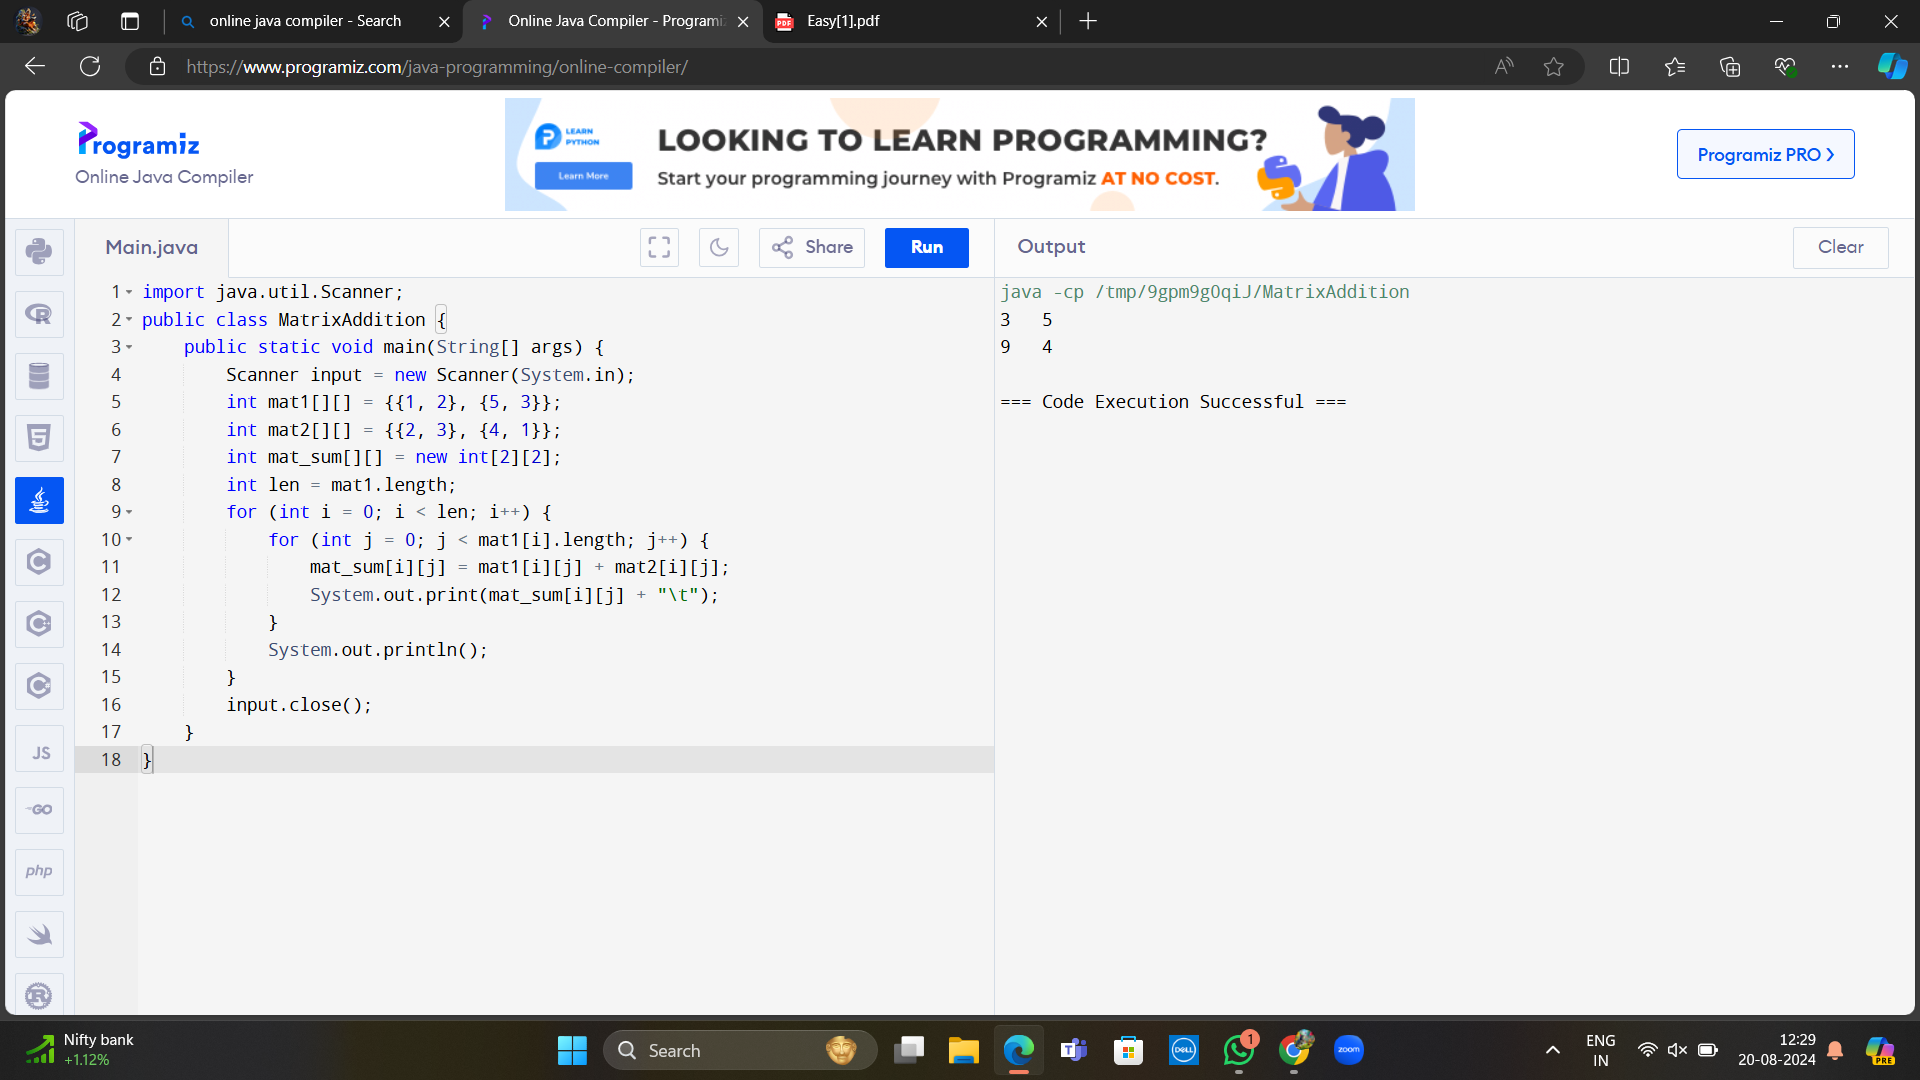 online java compiler - Search
Online Java Compiler - Programi
Easy[1].pdf
https://www.programiz.com/java-programming/online-compiler/
Programiz
Online Java Compiler
LEARN
PYTHON
Learn More
LOOKING TO LEARN PROGRAMMING?
Start your programming journey with Programiz AT NO COST.
Programiz PRO
Main.java
Share
Run
Output
Clear
1 import java.util.Scanner;
2 public class MatrixAddition {
3     public static void main(String[] args) {
4         Scanner input = new Scanner(System.in);
5         int mat1[][] = {{1, 2}, {5, 3}};
6         int mat2[][] = {{2, 3}, {4, 1}};
7         int mat_sum[][] = new int[2][2];
8         int len = mat1.length;
9         for (int i = 0; i < len; i++) {
10             for (int j = 0; j < mat1[i].length; j++) {
11                 mat_sum[i][j] = mat1[i][j] + mat2[i][j];
12                 System.out.print(mat_sum[i][j] + "\t");
13             }
14             System.out.println();
15         }
16         input.close();
17     }
18 }
java -cp /tmp/9gpm9gOqiJ/MatrixAddition
3   5
9   4
=== Code Execution Successful ===
JS
GO
php
Nifty bank
+1.12%
Search
DELL
1
zoom
ENG
IN
12:29
20-08-2024
PRE